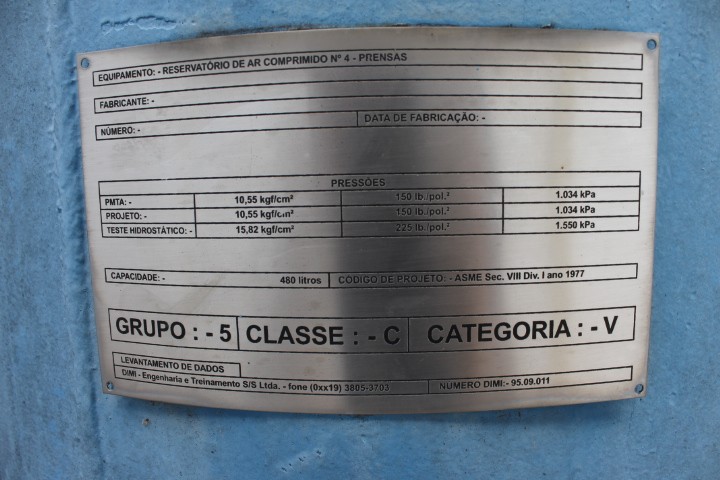 EQUIPAMENTO: - RESERVATÓRIO DE AR COMPRIMIDO Nº 4 - PRENSAS
FABRICANTE: -
NÚMERO: - DATA DE FABRICAÇÃO: -
PRESSÕES
PMTA: - 10,55 kgf/cm² 150 lb./pol.² 1.034 kPa
PROJETO: - 10,55 kgf/cm² 150 lb./pol.² 1.034 kPa
TESTE HIDROSTÁTICO: - 15,82 kgf/cm² 225 lb./pol.² 1.550 kPa
CAPACIDADE: - 480 litros CÓDIGO DE PROJETO: - ASME Sec. VIII Div. I ano 1977
GRUPO : - 5 CLASSE : - C CATEGORIA : - V
LEVANTAMENTO DE DADOS
DIMI - Engenharia e Treinamento S/S Ltda. - fone (0xx19) 3805-3703 NÚMERO DIMI: - 95.09.011